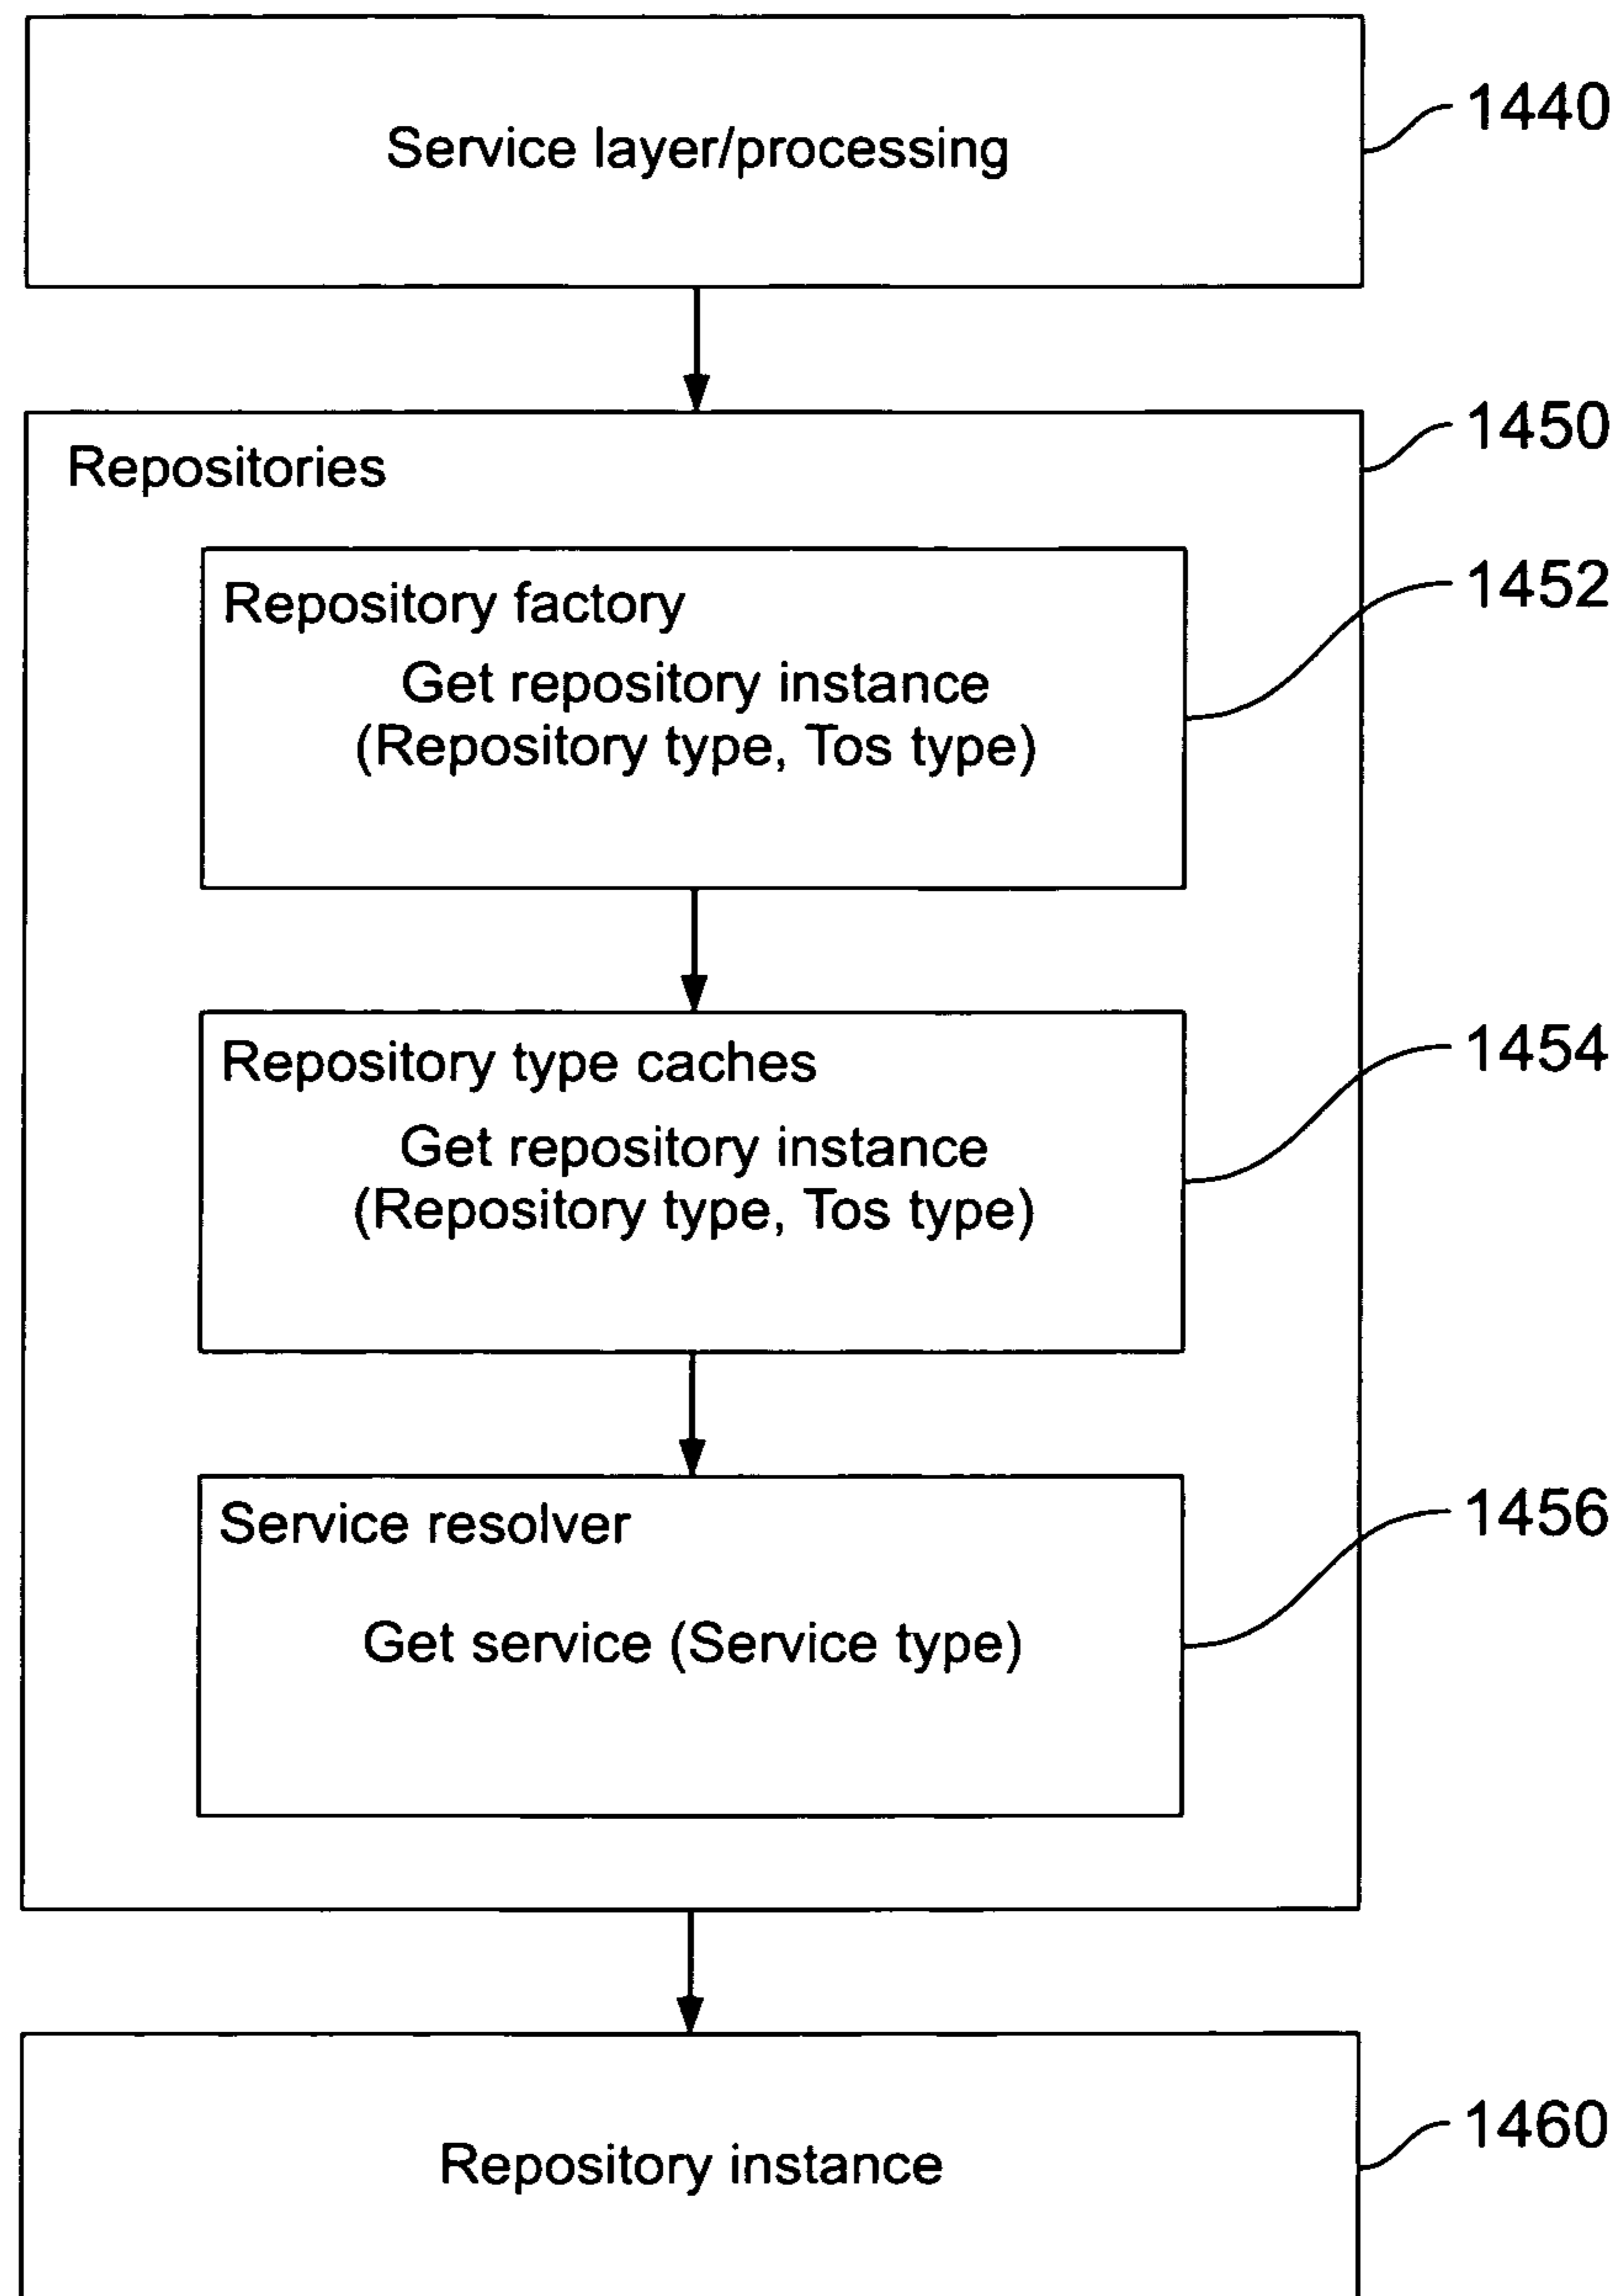 Service layer/processing
1440
1450
Repositories
1452
Repository factory
Get repository instance
(Repository type, Tos type)
1454
Repository type caches
Get repository instance
(Repository type, Tos type)
1456
Service resolver
Get service (Service type)
1460
Repository instance